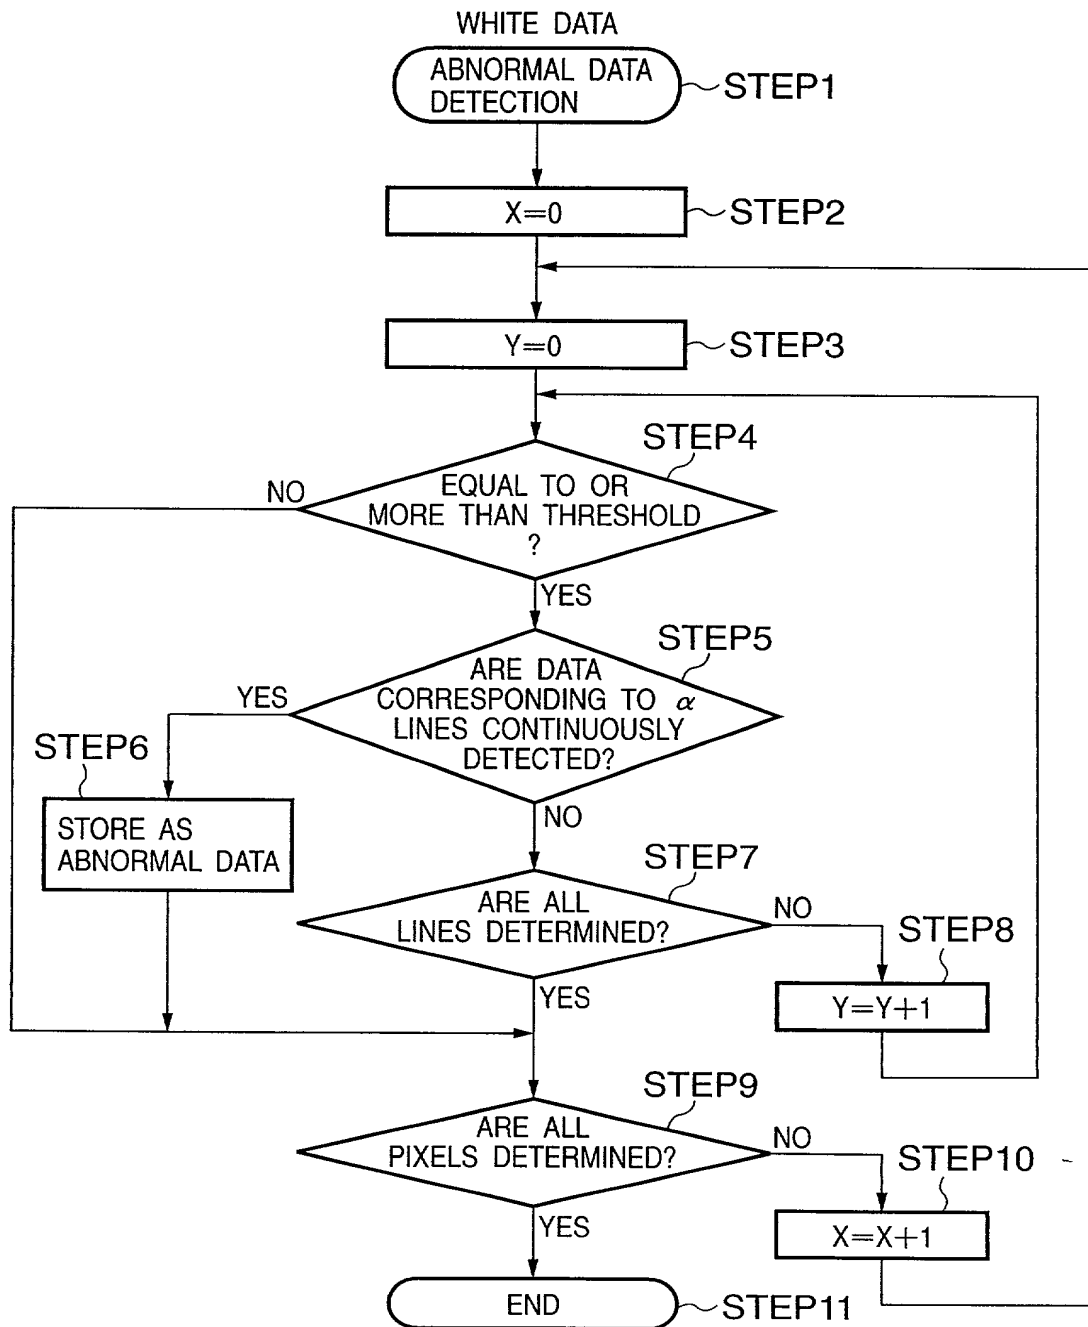 WHITE DATA
ABNORMAL DATA
DETECTION
STEP1
X=0
STEP2
Y=0
STEP3
STEP4
NO
EQUAL TO OR
MORE THAN THRESHOLD
?
YES
STEP5
YES
ARE DATA
CORRESPONDING TO α
LINES CONTINUOUSLY
DETECTED?
STEP6
NO
STORE AS
ABNORMAL DATA
STEP7
ARE ALL
LINES DETERMINED?
NO
STEP8
YES
Y=Y+1
STEP9
ARE ALL
PIXELS DETERMINED?
NO
STEP10
YES
X=X+1
END
STEP11